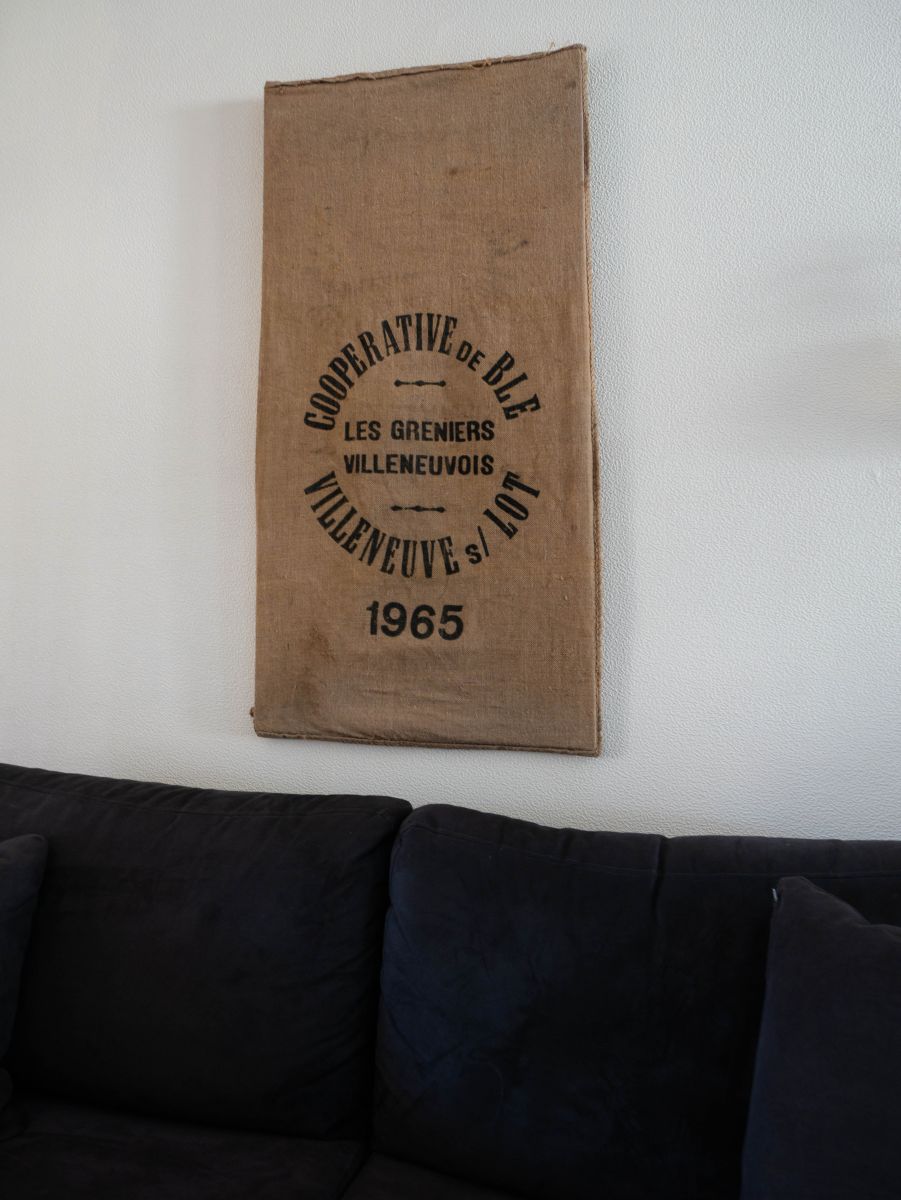 COOPERATIVE DE BLE
LES GRENIERS
VILLENEUVOIS
VILLENEUVE s/ LOT
1965